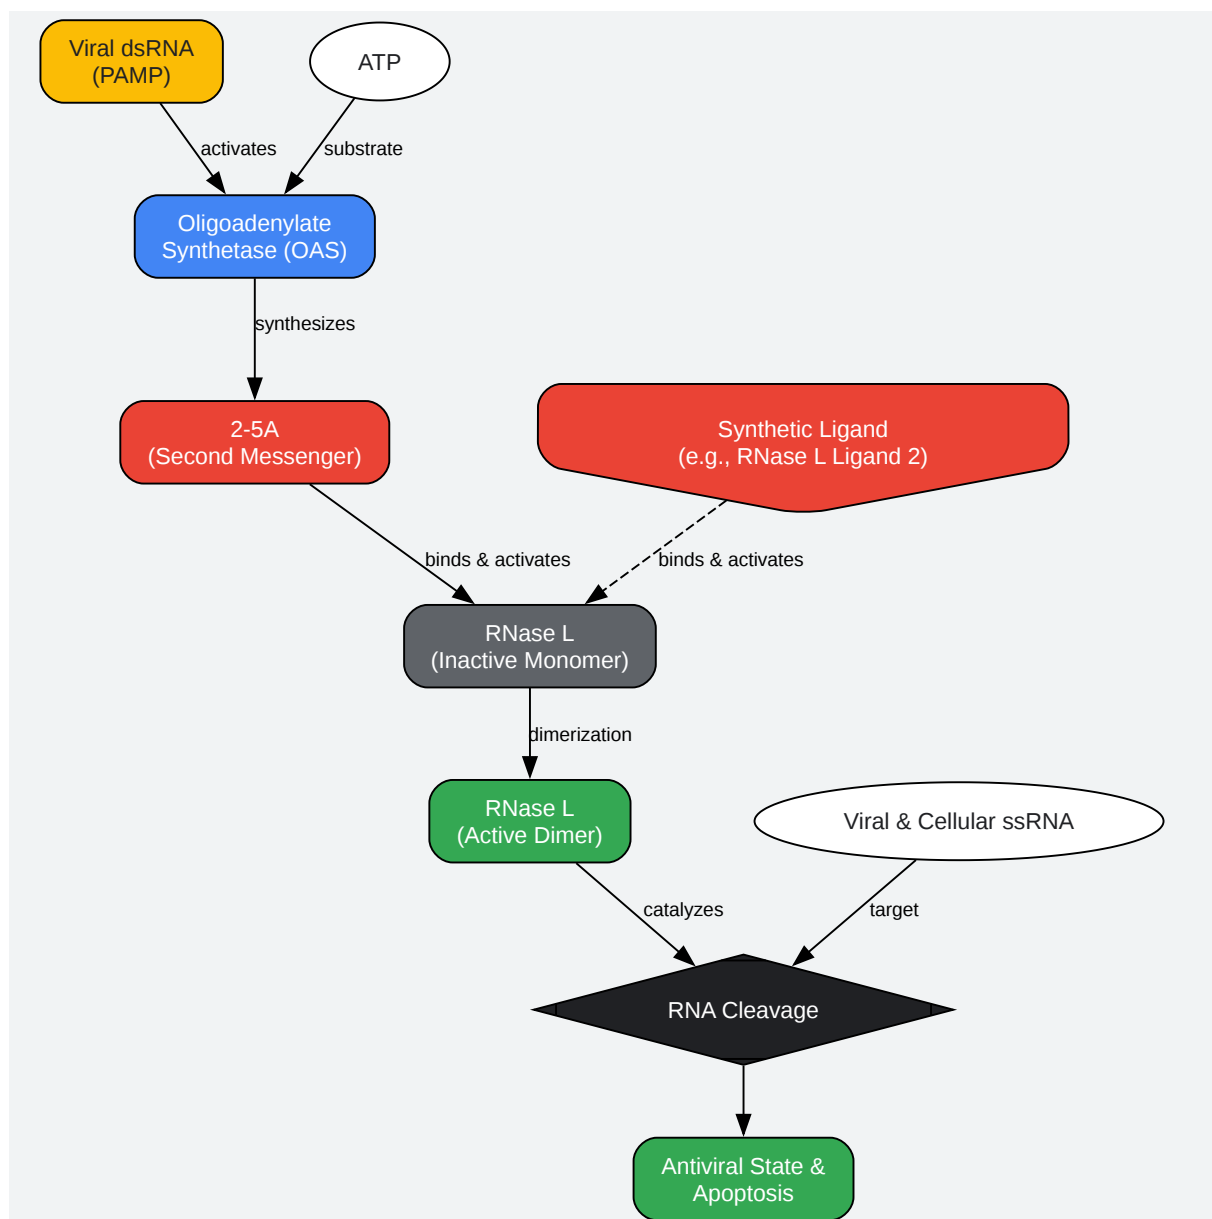 Viral dsRNA
(PAMP)
ATP
activates
substrate
Oligoadenylate
Synthetase (OAS)
synthesizes
2-5A
(Second Messenger)
Synthetic Ligand
(e.g., RNase L Ligand 2)
binds & activates
binds & activates
RNase L
(Inactive Monomer)
dimerization
RNase L
(Active Dimer)
Viral & Cellular ssRNA
catalyzes
target
RNA Cleavage
Antiviral State &
Apoptosis